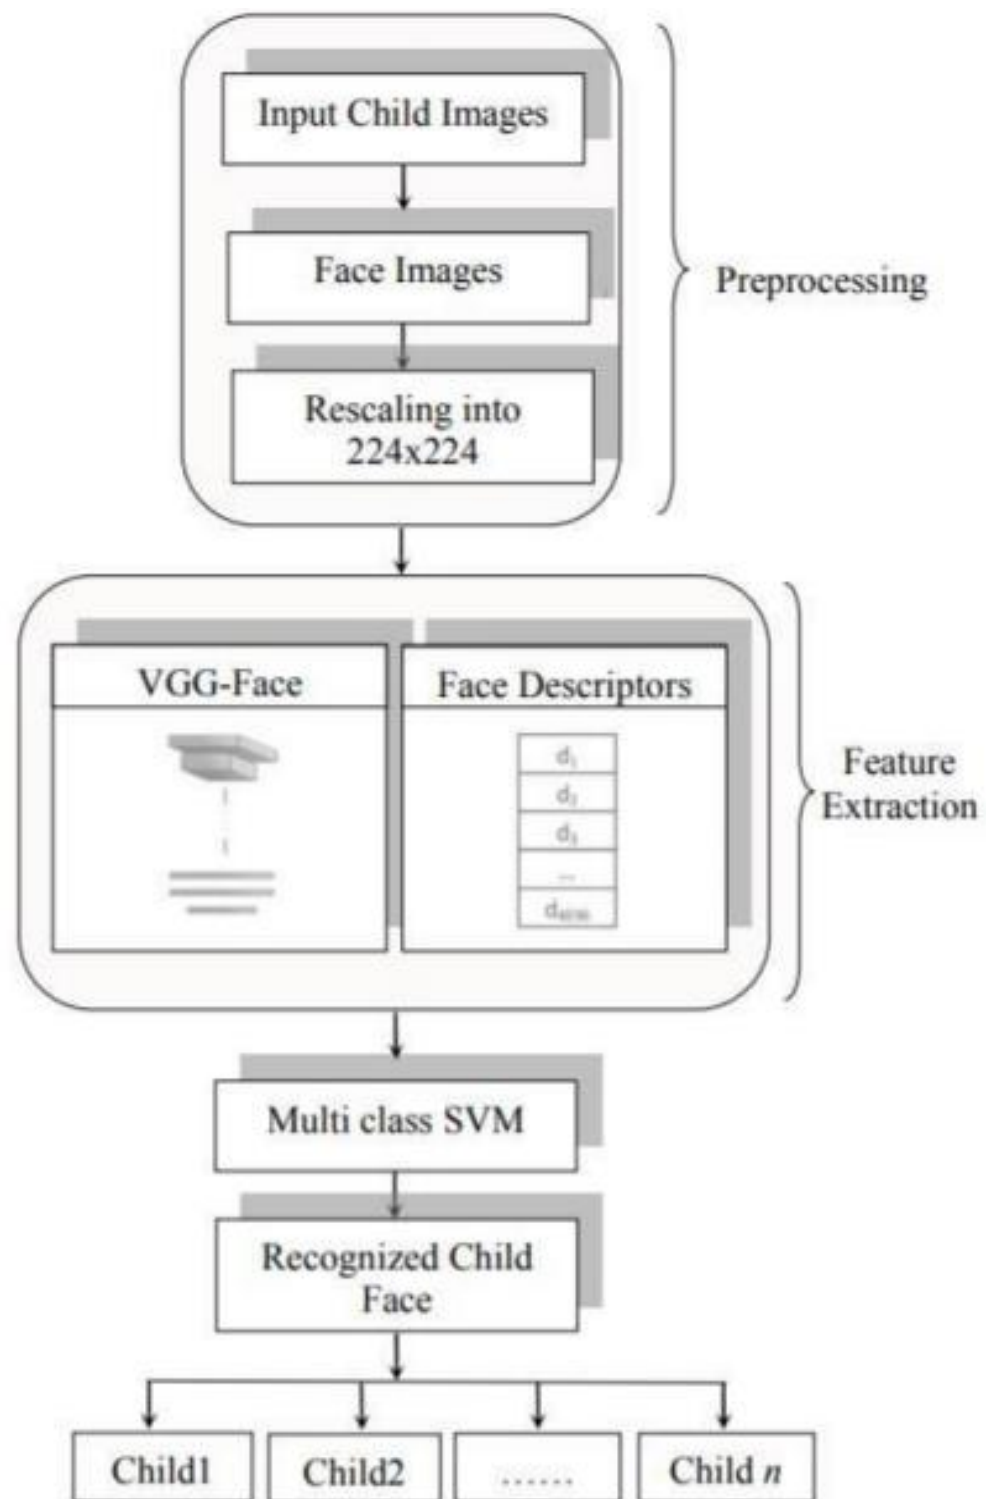 Input Child Images
Face Images
Preprocessing
Rescaling into
224x224
VGG-Face
Face Descriptors
d1
d2
d3
...
d4096
Feature
Extraction
Multi class SVM
Recognized Child
Face
Child1
Child2
......
Child n